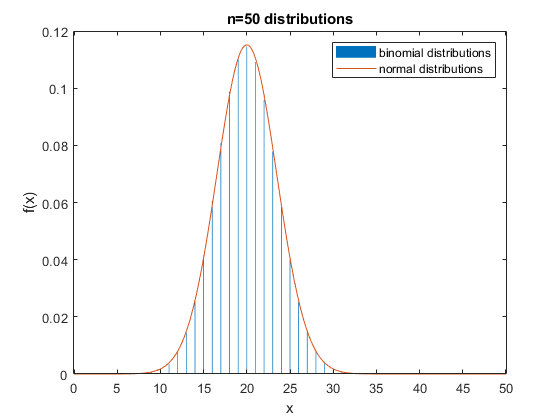 n=50 distributions
binomial distributions
normal distributions
0.12
0.1
0.08
0.06
0.04
0.02
0
f(x)
0 5 10 15 20 25 30 35 40 45 50
x